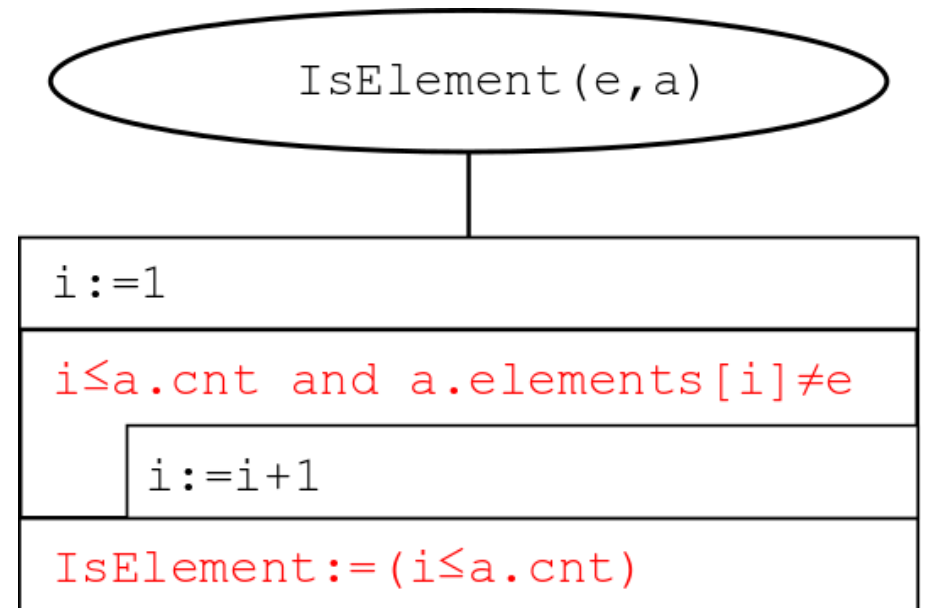 IsElement(e,a)
i:=1
i≤a.cnt and a.elements[i]≠e
i:=i+1
IsElement:=(i≤a.cnt)